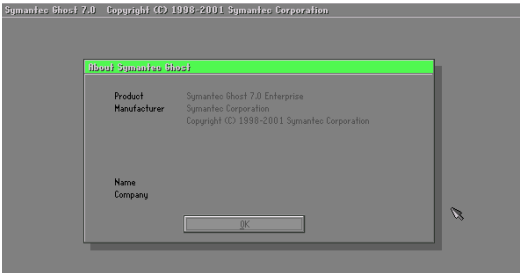 Symantec Ghost 7.0 Copyright (C) 1998-2001 Symantec Corporation
About Symantec Ghost
Product Symantec Ghost 7.0 Enterprise
Manufacturer Symantec Corporation
Copyright (C) 1998-2001 Symantec Corporation
Name
Company
OK